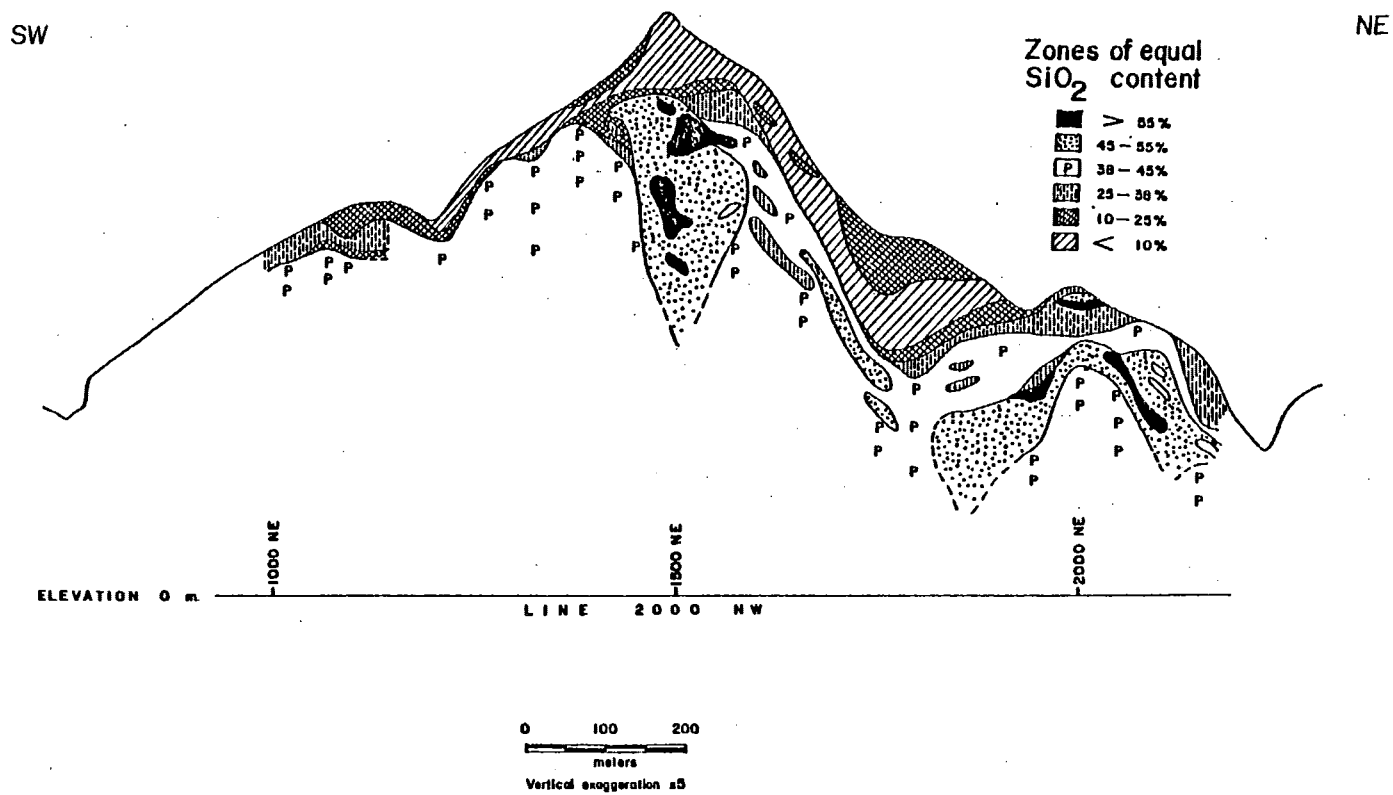 SW
NE
Zones of equal
SiO2 content
> 55%
45-55%
P 38-45%
25-38%
10-25%
< 10%
P P P P P P P P P P P P P P P P P P P P P P P P P P P P P P P P P P P P P P P P
1000 NE
1500 NE
2000 NE
ELEVATION 0 m.
LINE 2000 NW
0 100 200
meters
Vertical exaggeration x5